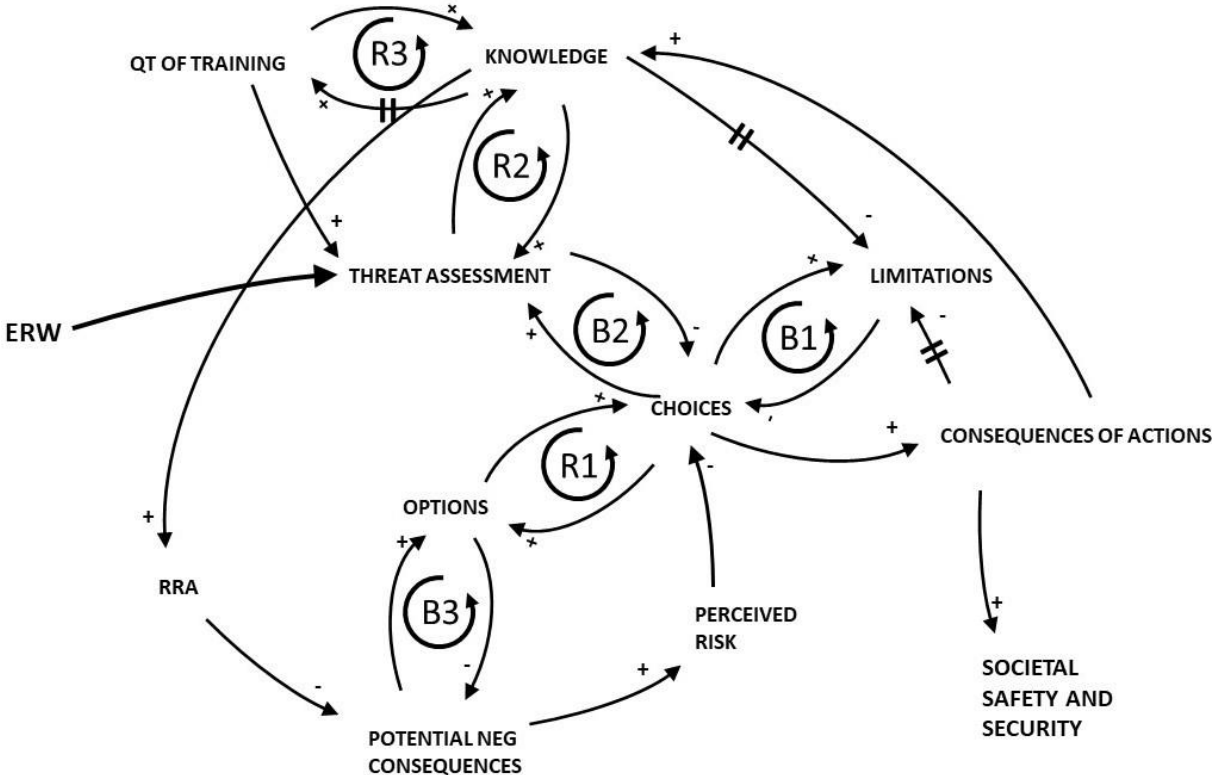 R3
QT OF TRAINING
KNOWLEDGE
+
+
+
+
R2
+
+
-
THREAT ASSESSMENT
+
LIMITATIONS
ERW
B2
B1
+
-
-
-
CHOICES
+
+
CONSEQUENCES OF ACTIONS
R1
-
OPTIONS
+
+
+
RRA
B3
PERCEIVED
RISK
+
-
+
-
SOCIETAL
SAFETY AND
SECURITY
POTENTIAL NEG
CONSEQUENCES